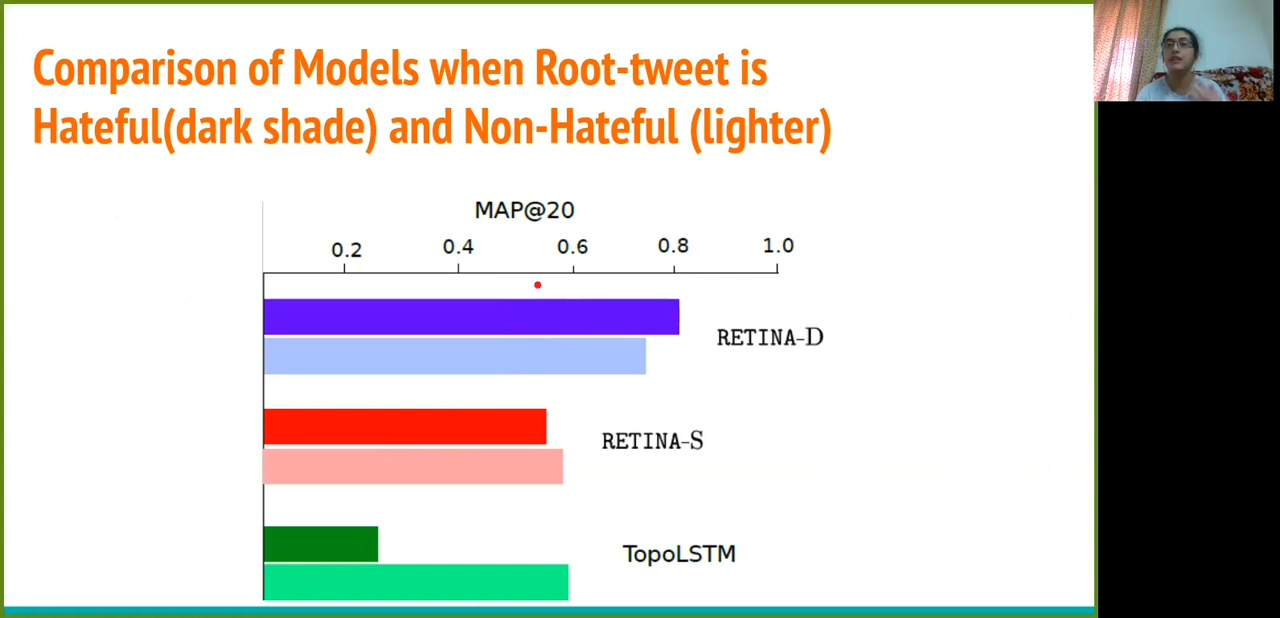 Comparison of Models when Root-tweet is
Hateful(dark shade) and Non-Hateful (lighter)
MAP@20
0.2 0.4 0.6 0.8 1.0
RETINA-D
RETINA-S
TopoLSTM